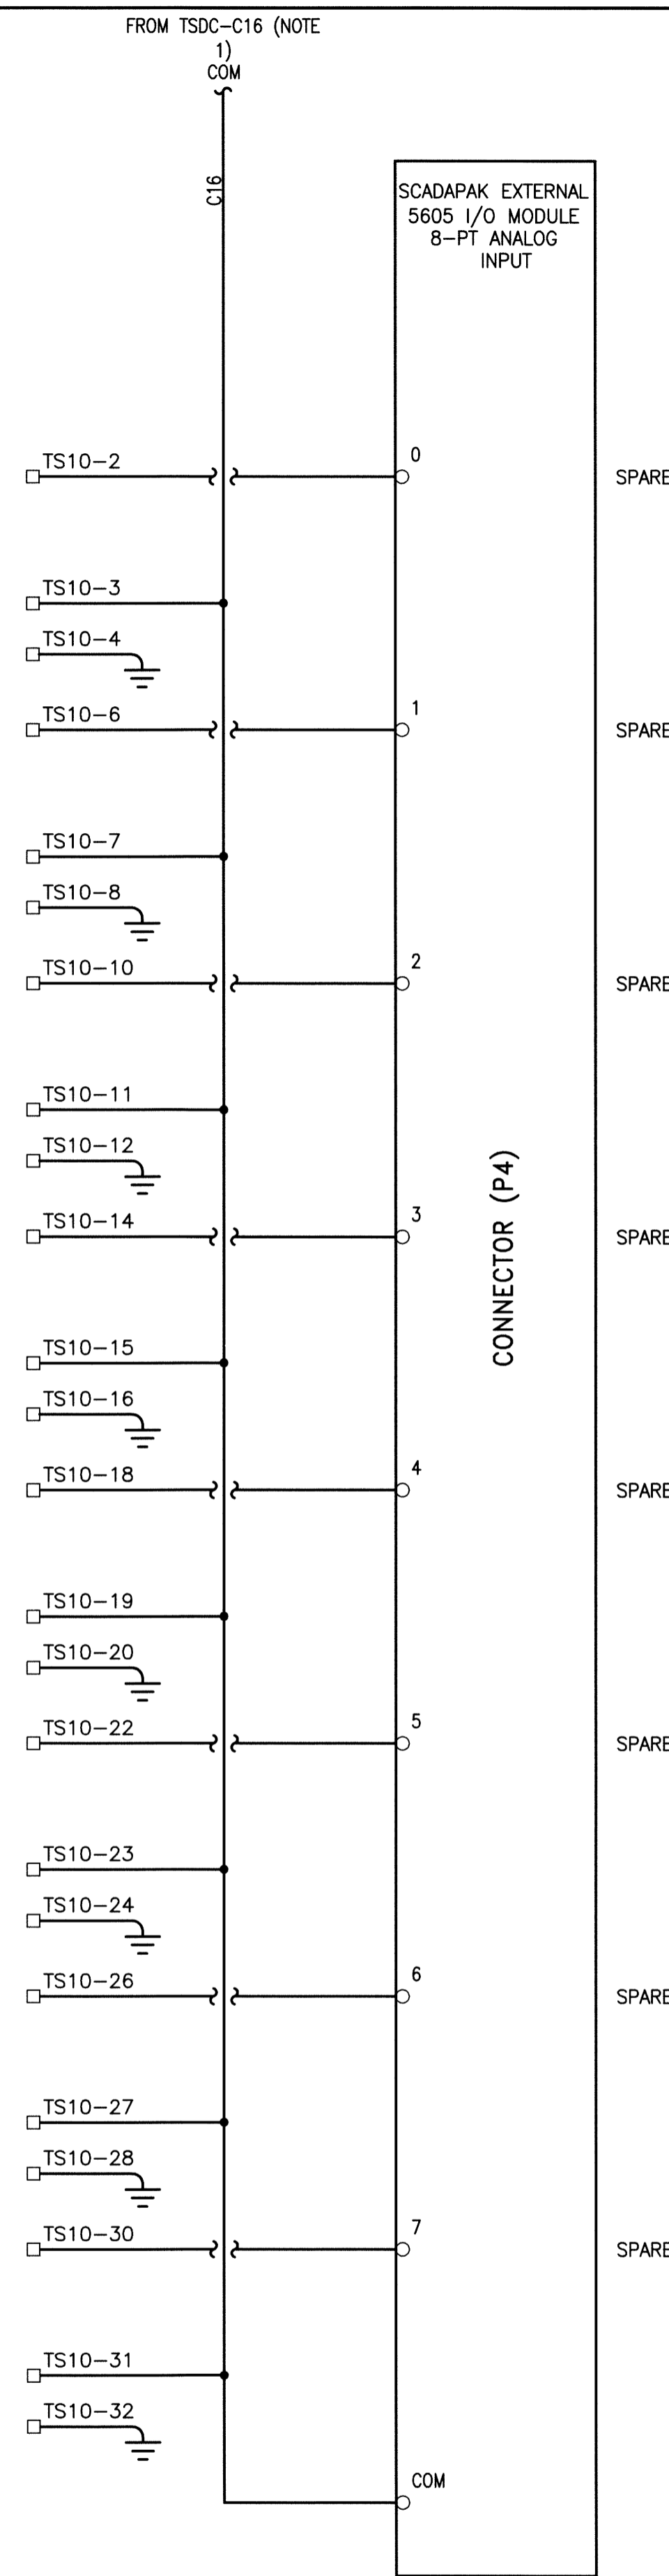 FROM TSDC-C16 (NOTE
1)
COM
C16
SCADAPAK EXTERNAL
5605 I/O MODULE
8-PT ANALOG
INPUT
TS10-2
0
SPARE
TS10-3
TS10-4
TS10-6
1
SPARE
TS10-7
TS10-8
TS10-10
2
SPARE
TS10-11
TS10-12
CONNECTOR (P4)
TS10-14
3
SPARE
TS10-15
TS10-16
TS10-18
4
SPARE
TS10-19
TS10-20
TS10-22
5
SPARE
TS10-23
TS10-24
TS10-26
6
SPARE
TS10-27
TS10-28
TS10-30
7
SPARE
TS10-31
TS10-32
COM